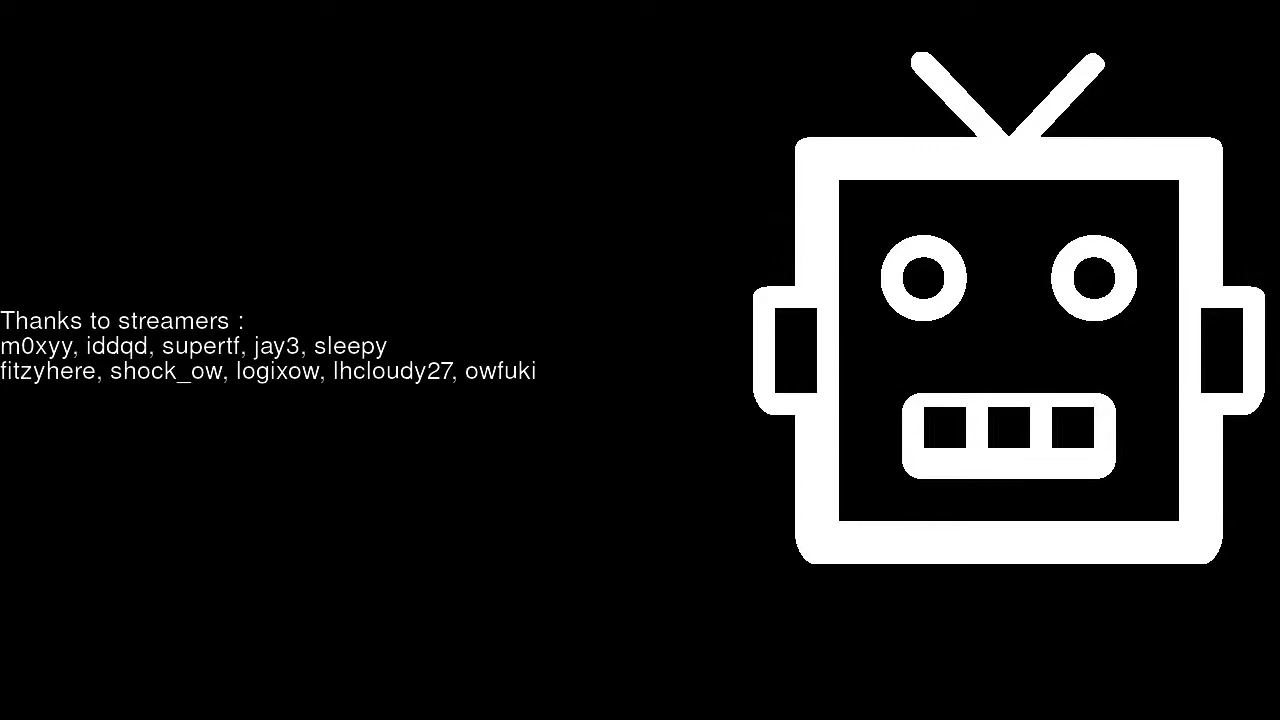 Thanks to streamers :
m0xyy, iddqd, supertf, jay3, sleepy
fitzyhere, shock_ow, logixow, lhcloudy27, owfuki